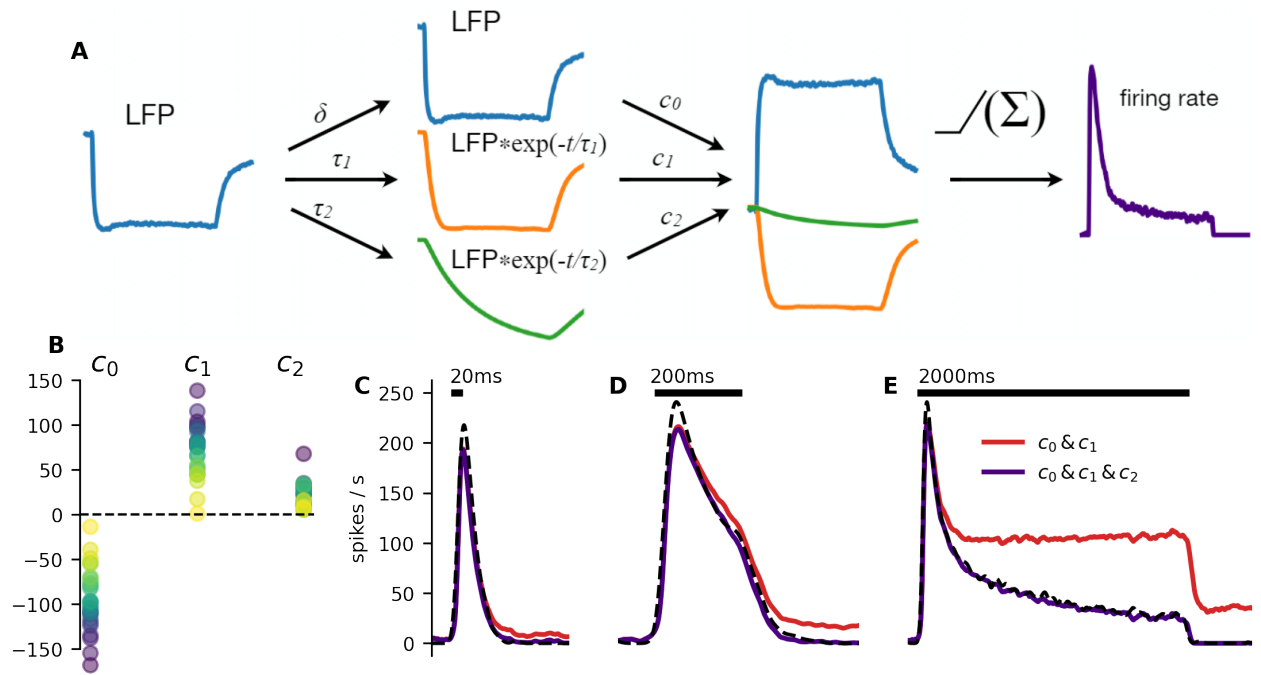 A
LFP
δ
τ1
τ2
LFP
LFP*exp(-t/τ1)
LFP*exp(-t/τ2)
c0
c1
c2
(Σ)
firing rate
B
c0 c1 c2
150
100
50
0
−50
−100
−150
C
20ms
D
200ms
E
2000ms
spikes / s
250
200
150
100
50
0
c0 & c1
c0 & c1 & c2